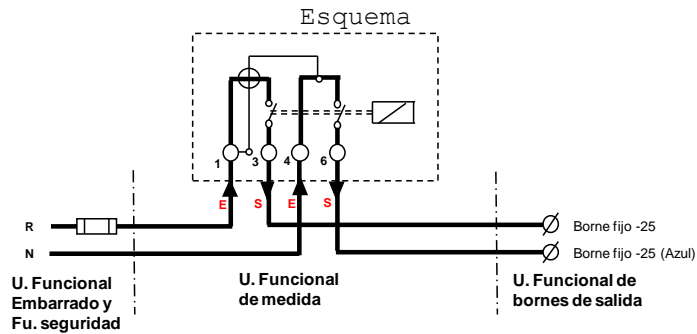 Esquema
1 3 4 6
E S E S
R Borne fijo -25
N Borne fijo -25 (Azul)
U. Funcional
Embarrado y
Fu. seguridad
U. Funcional
de medida
U. Funcional de
bornes de salida